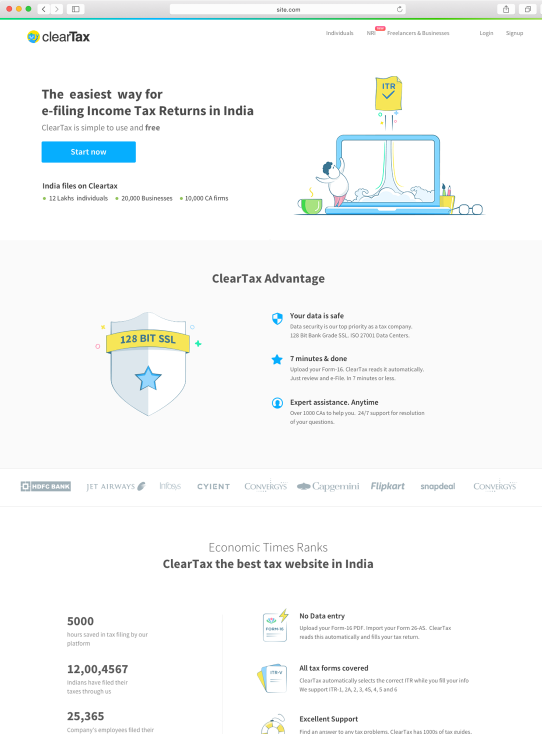 site.com
clearTax
Individuals NRI Freelancers & Businesses Login Signup
ITR
The easiest way for
e-filing Income Tax Returns in India
ClearTax is simple to use and free
Start now
India files on Cleartax
12 Lakhs individuals 20,000 Businesses 10,000 CA firms
ClearTax Advantage
128 BIT SSL
Your data is safe
Data security is our top priority as a tax company.
128 Bit Bank Grade SSL. ISO 27001 Data Centers.
7 minutes & done
Upload your Form-16. ClearTax reads it automatically.
Just review and e-File. In 7 minutes or less.
Expert assistance. Anytime
Over 1000 CAs to help you. 24/7 support for resolution
of your questions.
HDFC BANK JET AIRWAYS Infosys CYIENT CONVERGYS Capgemini Flipkart snapdeal CONVERGYS
Economic Times Ranks
ClearTax the best tax website in India
5000
hours saved in tax filing by our
platform
12,00,4567
Indians have filed their
taxes through us
25,365
Company's employees filed their
FORM-16
No Data entry
Upload your Form-16 PDF. Import your Form 26-AS. ClearTax
reads this automatically and fills your tax return.
ITR-V
All tax forms covered
ClearTax automatically selects the correct ITR while you fill your info
We support ITR-1, 2A, 2, 3, 4S, 4, 5 and 6
Excellent Support
Find an answer to any tax problems. ClearTax has 1000s of tax guides.